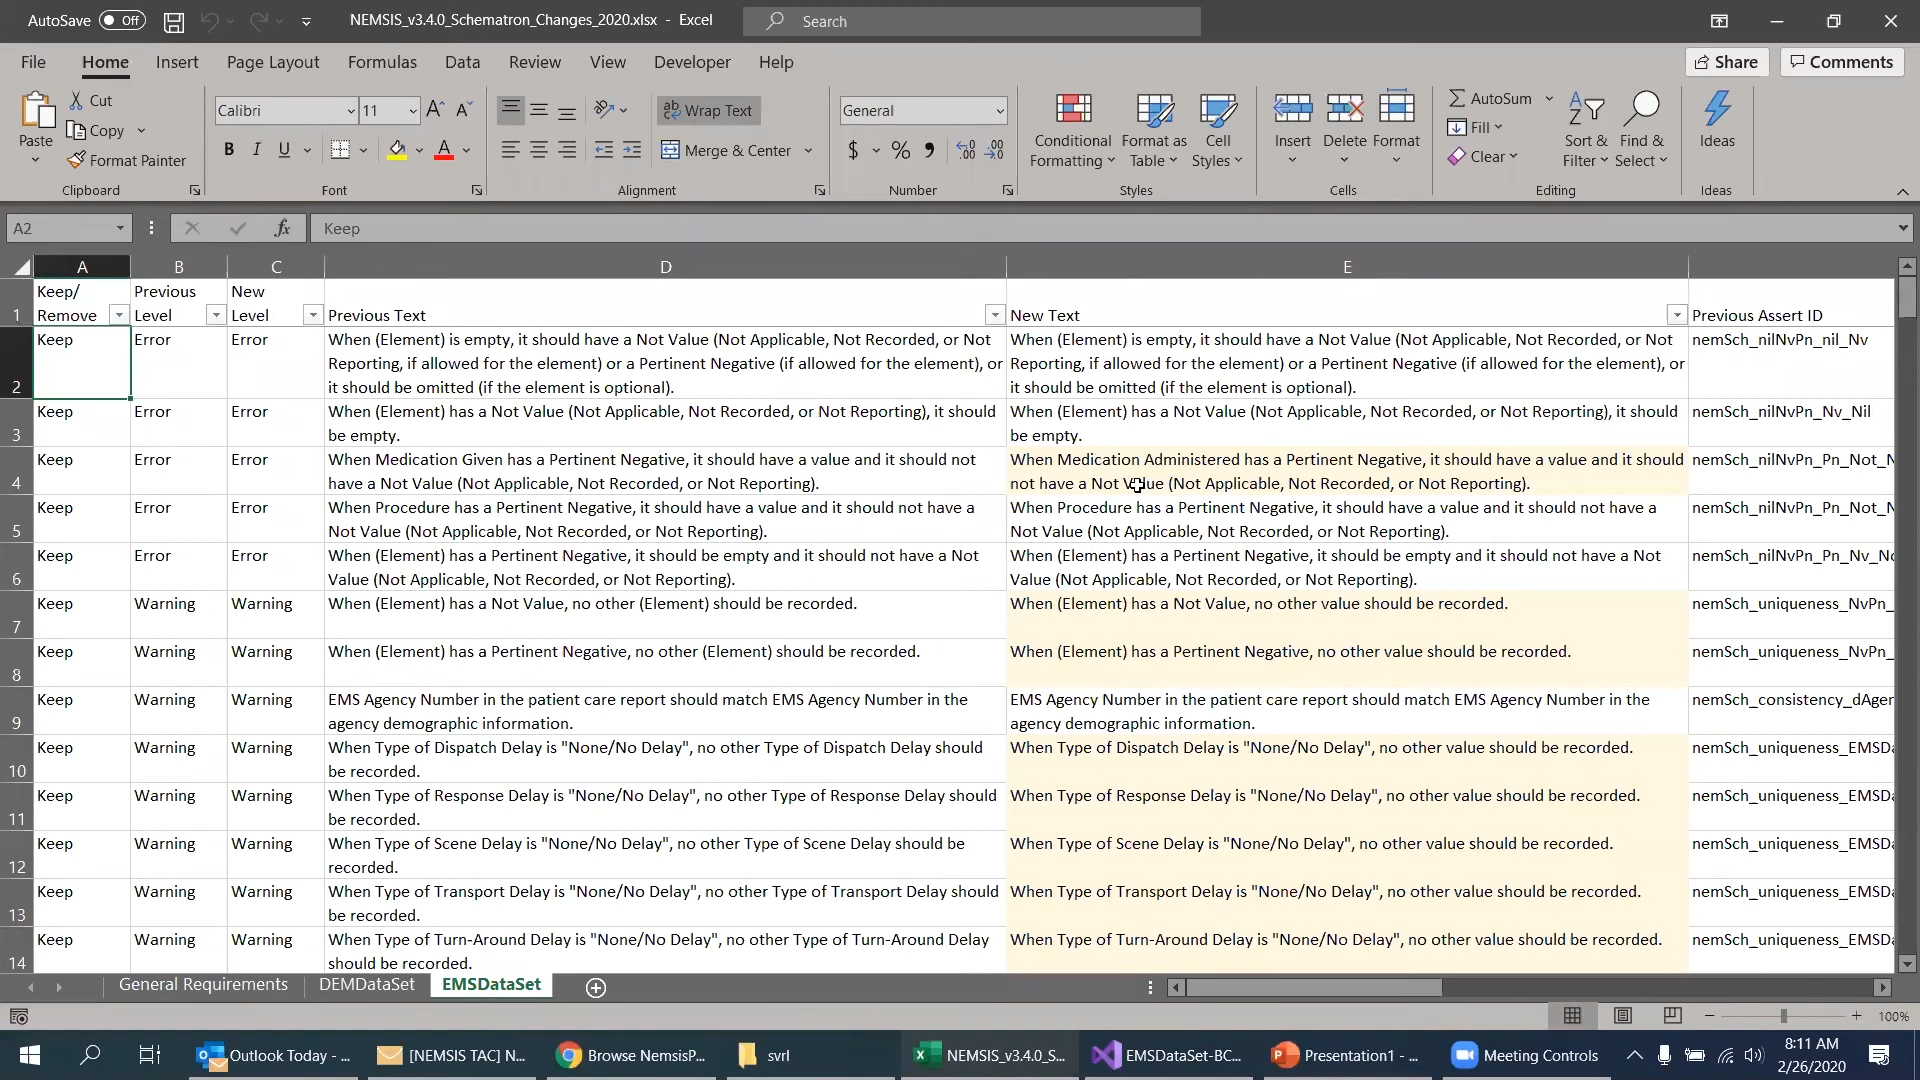 AutoSave Off NEMSIS_v3.4.0_Schematron_Changes_2020.xlsx - Excel Search
File Home Insert Page Layout Formulas Data Review View Developer Help Share Comments
Paste Cut Copy Format Painter Clipboard
Calibri 11 B I U A Font
Wrap Text Merge & Center Alignment
General $ % Number
Conditional Formatting Format as Table Cell Styles Styles
Insert Delete Format Cells
AutoSum Fill Clear Sort & Filter Find & Select Editing
Ideas Ideas
A2 fx Keep
A B C D E
1 Keep/ Previous New
Remove Level Level Previous Text New Text Previous Assert ID
2 Keep Error Error When (Element) is empty, it should have a Not Value (Not Applicable, Not Recorded, or Not When (Element) is empty, it should have a Not Value (Not Applicable, Not Recorded, or Not nemSch_nilNvPn_nil_Nv
Reporting, if allowed for the element) or a Pertinent Negative (if allowed for the element), or Reporting, if allowed for the element) or a Pertinent Negative (if allowed for the element), or
it should be omitted (if the element is optional). it should be omitted (if the element is optional).
3 Keep Error Error When (Element) has a Not Value (Not Applicable, Not Recorded, or Not Reporting), it should When (Element) has a Not Value (Not Applicable, Not Recorded, or Not Reporting), it should nemSch_nilNvPn_Nv_Nil
be empty. be empty.
4 Keep Error Error When Medication Given has a Pertinent Negative, it should have a value and it should not When Medication Administered has a Pertinent Negative, it should have a value and it should nemSch_nilNvPn_Pn_Not_N
have a Not Value (Not Applicable, Not Recorded, or Not Reporting). not have a Not Value (Not Applicable, Not Recorded, or Not Reporting).
5 Keep Error Error When Procedure has a Pertinent Negative, it should have a value and it should not have a When Procedure has a Pertinent Negative, it should have a value and it should not have a nemSch_nilNvPn_Pn_Not_N
Not Value (Not Applicable, Not Recorded, or Not Reporting). Not Value (Not Applicable, Not Recorded, or Not Reporting).
6 Keep Error Error When (Element) has a Pertinent Negative, it should be empty and it should not have a Not When (Element) has a Pertinent Negative, it should be empty and it should not have a Not nemSch_nilNvPn_Pn_Nv_No
Value (Not Applicable, Not Recorded, or Not Reporting). Value (Not Applicable, Not Recorded, or Not Reporting).
7 Keep Warning Warning When (Element) has a Not Value, no other (Element) should be recorded. When (Element) has a Not Value, no other value should be recorded. nemSch_uniqueness_NvPn_
8 Keep Warning Warning When (Element) has a Pertinent Negative, no other (Element) should be recorded. When (Element) has a Pertinent Negative, no other value should be recorded. nemSch_uniqueness_NvPn_
9 Keep Warning Warning EMS Agency Number in the patient care report should match EMS Agency Number in the EMS Agency Number in the patient care report should match EMS Agency Number in the nemSch_consistency_dAgen
agency demographic information. agency demographic information.
10 Keep Warning Warning When Type of Dispatch Delay is "None/No Delay", no other Type of Dispatch Delay should When Type of Dispatch Delay is "None/No Delay", no other value should be recorded. nemSch_uniqueness_EMSDa
be recorded.
11 Keep Warning Warning When Type of Response Delay is "None/No Delay", no other Type of Response Delay should When Type of Response Delay is "None/No Delay", no other value should be recorded. nemSch_uniqueness_EMSDa
be recorded.
12 Keep Warning Warning When Type of Scene Delay is "None/No Delay", no other Type of Scene Delay should be When Type of Scene Delay is "None/No Delay", no other value should be recorded. nemSch_uniqueness_EMSDa
recorded.
13 Keep Warning Warning When Type of Transport Delay is "None/No Delay", no other Type of Transport Delay should When Type of Transport Delay is "None/No Delay", no other value should be recorded. nemSch_uniqueness_EMSDa
be recorded.
14 Keep Warning Warning When Type of Turn-Around Delay is "None/No Delay", no other Type of Turn-Around Delay When Type of Turn-Around Delay is "None/No Delay", no other value should be recorded. nemSch_uniqueness_EMSDa
should be recorded.
General Requirements DEMDataSet EMSDataSet
100%
Outlook Today - ... [NEMSIS TAC] N... Browse NemsisP... svrl NEMSIS_v3.4.0_S... EMSDataSet-BC... Presentation1 - ... Meeting Controls 8:11 AM
2/26/2020